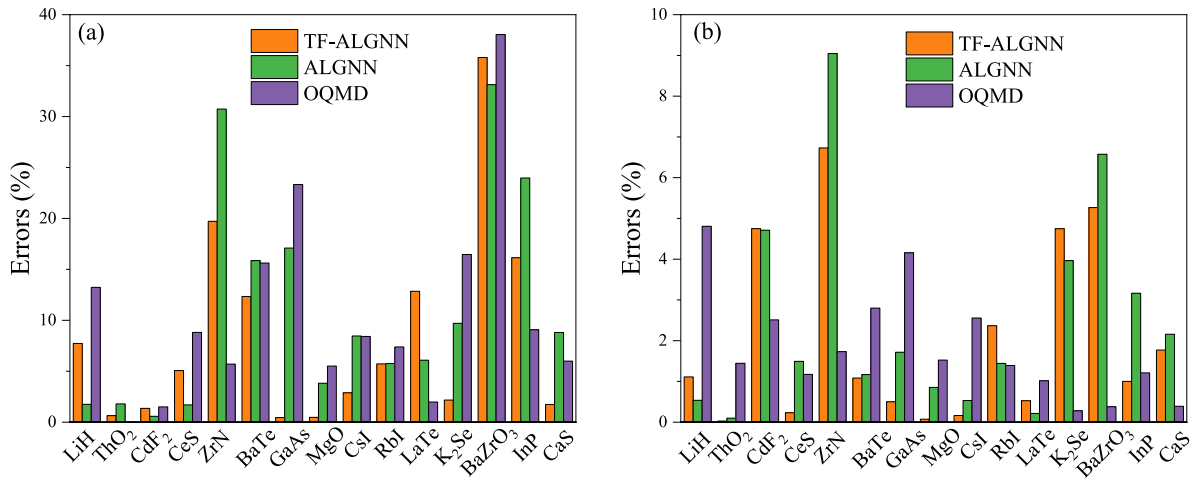 (a)
TF-ALGNN
ALGNN
OQMD
Errors (%)
40
30
20
10
0
LiH ThO₂ CdF₂ CeS ZrN BaTe GaAs MgO CsI RbI LaTe K₂Se BaZrO₃ InP CaS
(b)
TF-ALGNN
ALGNN
OQMD
Errors (%)
10
8
6
4
2
0
LiH ThO₂ CdF₂ CeS ZrN BaTe GaAs MgO CsI RbI LaTe K₂Se BaZrO₃ InP CaS